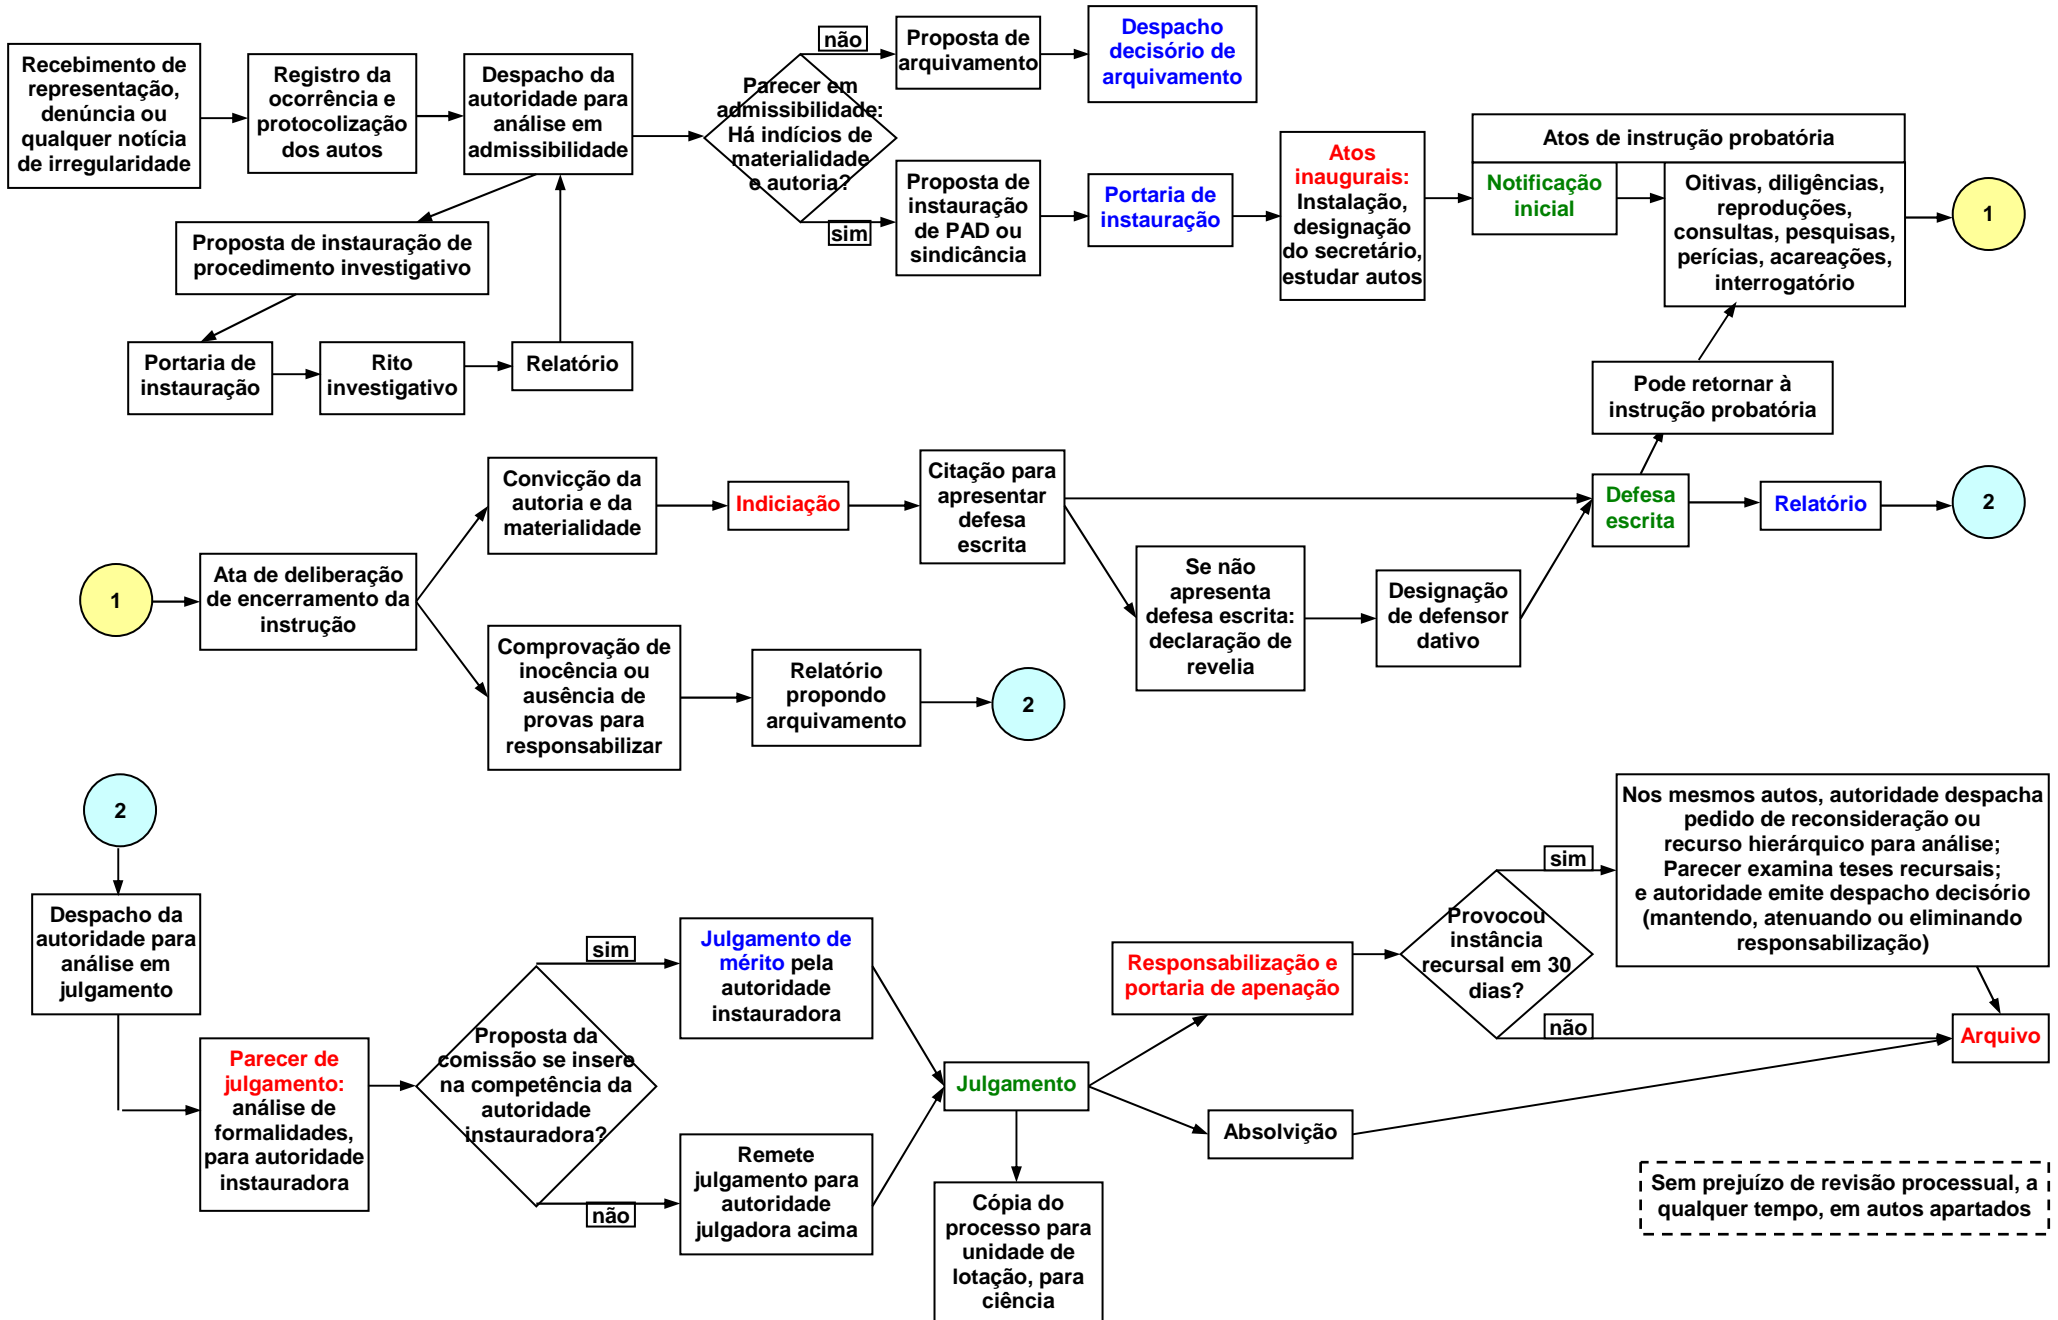 Recebimento de
representação,
denúncia ou
qualquer notícia
de irregularidade
Registro da
ocorrência e
protocolização
dos autos
Despacho da
autoridade para
análise em
admissibilidade
Parecer em
admissibilidade:
Há indícios de
materialidade
e autoria?
não
Proposta de
arquivamento
Despacho
decisório de
arquivamento
sim
Proposta de
instauração
de PAD ou
sindicância
Portaria de
instauração
Atos
inaugurais:
Instalação,
designação
do secretário,
estudar autos
Atos de instrução probatória
Notificação
inicial
Oitivas, diligências,
reproduções,
consultas, pesquisas,
perícias, acareações,
interrogatório
1
Proposta de instauração de
procedimento investigativo
Portaria de
instauração
Rito
investigativo
Relatório
Pode retornar à
instrução probatória
1
Ata de deliberação
de encerramento da
instrução
Convicção da
autoria e da
materialidade
Indiciação
Citação para
apresentar
defesa
escrita
Se não
apresenta
defesa escrita:
declaração de
revelia
Designação
de defensor
dativo
Defesa
escrita
Relatório
2
Comprovação de
inocência ou
ausência de
provas para
responsabilizar
Relatório
propondo
arquivamento
2
2
Despacho da
autoridade para
análise em
julgamento
Parecer de
julgamento:
análise de
formalidades,
para autoridade
instauradora
Proposta da
comissão se insere
na competência da
autoridade
instauradora?
sim
Julgamento de
mérito pela
autoridade
instauradora
não
Remete
julgamento para
autoridade
julgadora acima
Julgamento
Cópia do
processo para
unidade de
lotação, para
ciência
Responsabilização e
portaria de apenação
Absolvição
Provocou
instância
recursal em 30
dias?
sim
Nos mesmos autos, autoridade despacha
pedido de reconsideração ou
recurso hierárquico para análise;
Parecer examina teses recursais;
e autoridade emite despacho decisório
(mantendo, atenuando ou eliminando
responsabilização)
não
Arquivo
Sem prejuízo de revisão processual, a
qualquer tempo, em autos apartados